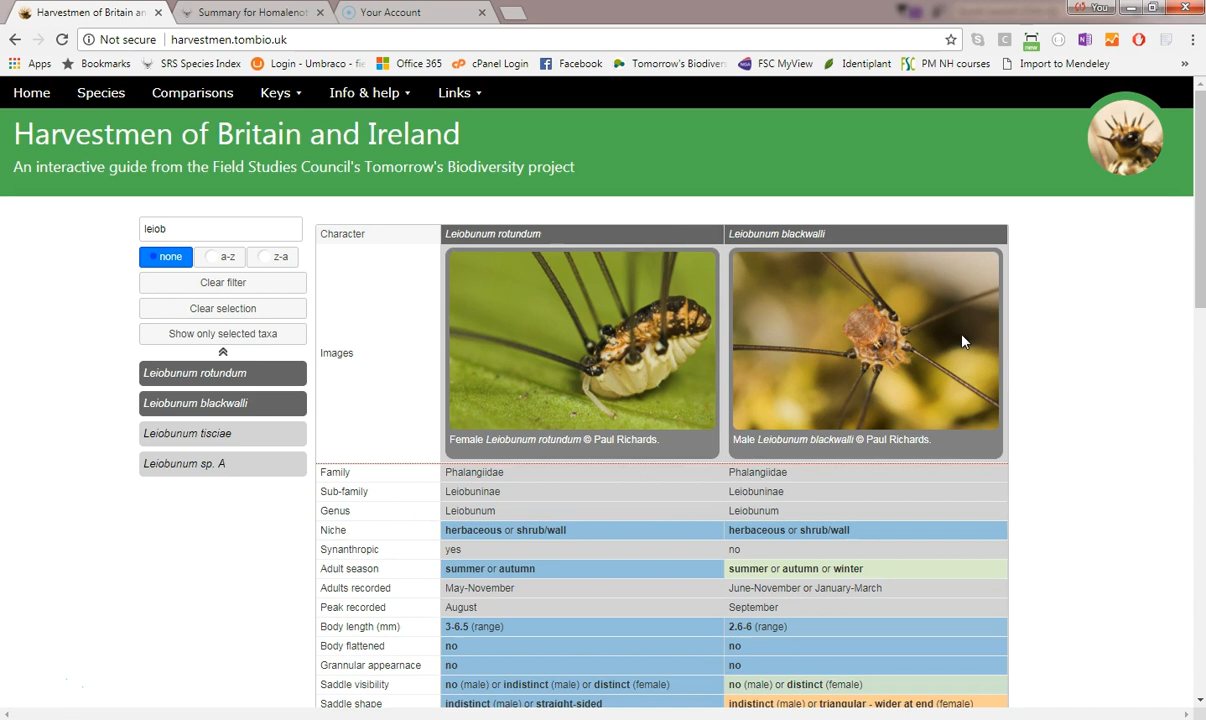 Harvestmen of Britain an
Summary for Homalenot
Your Account
You
Not secure | harvestmen.tombio.uk
Apps
Bookmarks
SRS Species Index
Login - Umbraco - fie
Office 365
cPanel Login
Facebook
Tomorrow's Biodivers
FSC MyView
Identiplant
PM NH courses
Import to Mendeley
»
Home Species Comparisons Keys Info & help Links
Harvestmen of Britain and Ireland
An interactive guide from the Field Studies Council's Tomorrow's Biodiversity project
leiob
none a-z z-a
Clear filter
Clear selection
Show only selected taxa
Leiobunum rotundum
Leiobunum blackwalli
Leiobunum tisciae
Leiobunum sp. A
Character Leiobunum rotundum Leiobunum blackwalli
Images
Female Leiobunum rotundum © Paul Richards. Male Leiobunum blackwalli © Paul Richards.
Family Phalangiidae Phalangiidae
Sub-family Leiobuninae Leiobuninae
Genus Leiobunum Leiobunum
Niche herbaceous or shrub/wall herbaceous or shrub/wall
Synanthropic yes no
Adult season summer or autumn summer or autumn or winter
Adults recorded May-November June-November or January-March
Peak recorded August September
Body length (mm) 3-6.5 (range) 2.6-6 (range)
Body flattened no no
Grannular appearnace no no
Saddle visibility no (male) or indistinct (male) or distinct (female) no (male) or distinct (female)
Saddle shape indistinct (male) or straight-sided indistinct (male) or triangular - wider at end (female)